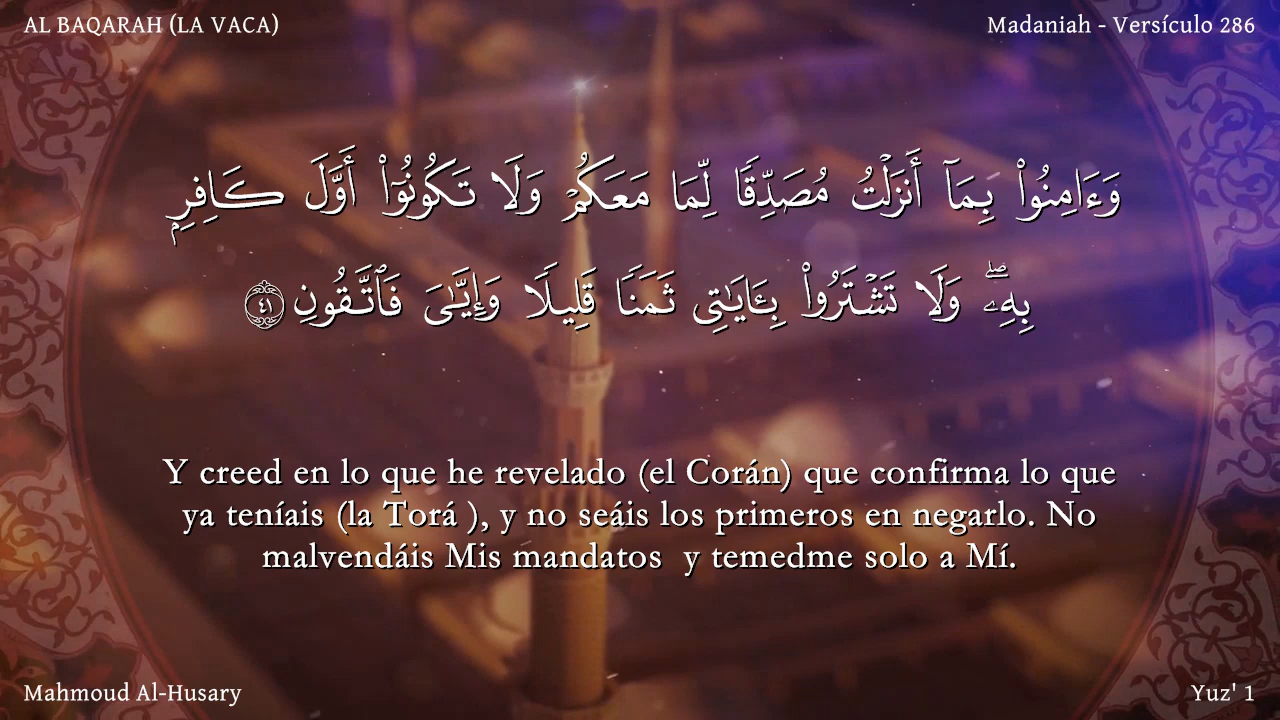 AL BAQARAH (LA VACA)
Madaniah - Versículo 286
وَءَامِنُوا۟ بِمَآ أَنزَلْتُ مُصَدِّقًا لِّمَا مَعَكُمْ وَلَا تَكُونُوٓا۟ أَوَّلَ كَافِرٍۭ
بِهِۦ ۖ وَلَا تَشْتَرُوا۟ بِـَٔايَـٰتِى ثَمَنًا قَلِيلًا وَإِيَّـٰىَ فَٱتَّقُونِ ٤١
Y creed en lo que he revelado (el Corán) que confirma lo que
ya teníais (la Torá ), y no seáis los primeros en negarlo. No
malvendáis Mis mandatos  y temedme solo a Mí.
Mahmoud Al-Husary
Yuz' 1